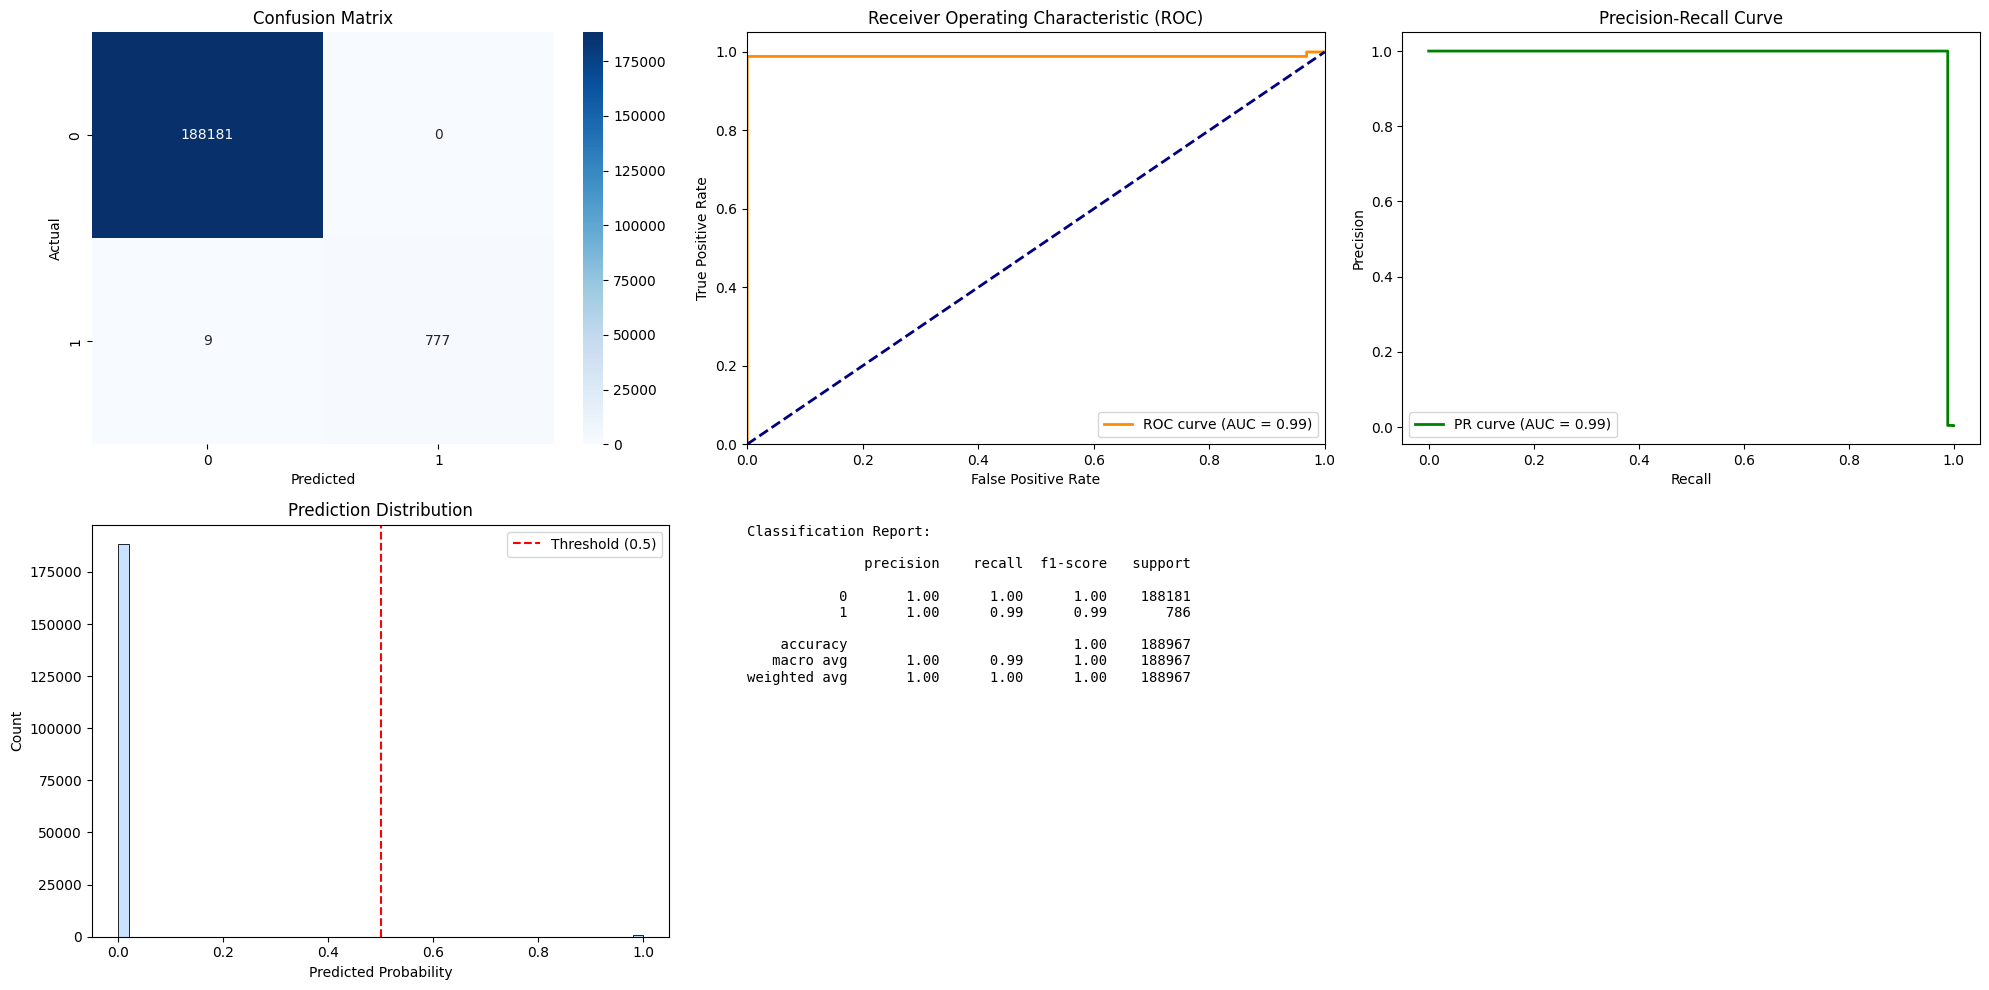 Confusion Matrix
188181 0
9 777
0
1
Actual
0 1
Predicted
175000
150000
125000
100000
75000
50000
25000
0
Receiver Operating Characteristic (ROC)
1.0
0.8
0.6
0.4
0.2
0.0
True Positive Rate
0.0 0.2 0.4 0.6 0.8 1.0
False Positive Rate
ROC curve (AUC = 0.99)
Precision-Recall Curve
1.0
0.8
0.6
0.4
0.2
0.0
Precision
0.0 0.2 0.4 0.6 0.8 1.0
Recall
PR curve (AUC = 0.99)
Prediction Distribution
Threshold (0.5)
175000
150000
125000
100000
75000
50000
25000
0
Count
0.0 0.2 0.4 0.6 0.8 1.0
Predicted Probability
Classification Report:
precision recall f1-score support
0 1.00 1.00 1.00 188181
1 1.00 0.99 0.99 786
accuracy 1.00 188967
macro avg 1.00 0.99 1.00 188967
weighted avg 1.00 1.00 1.00 188967